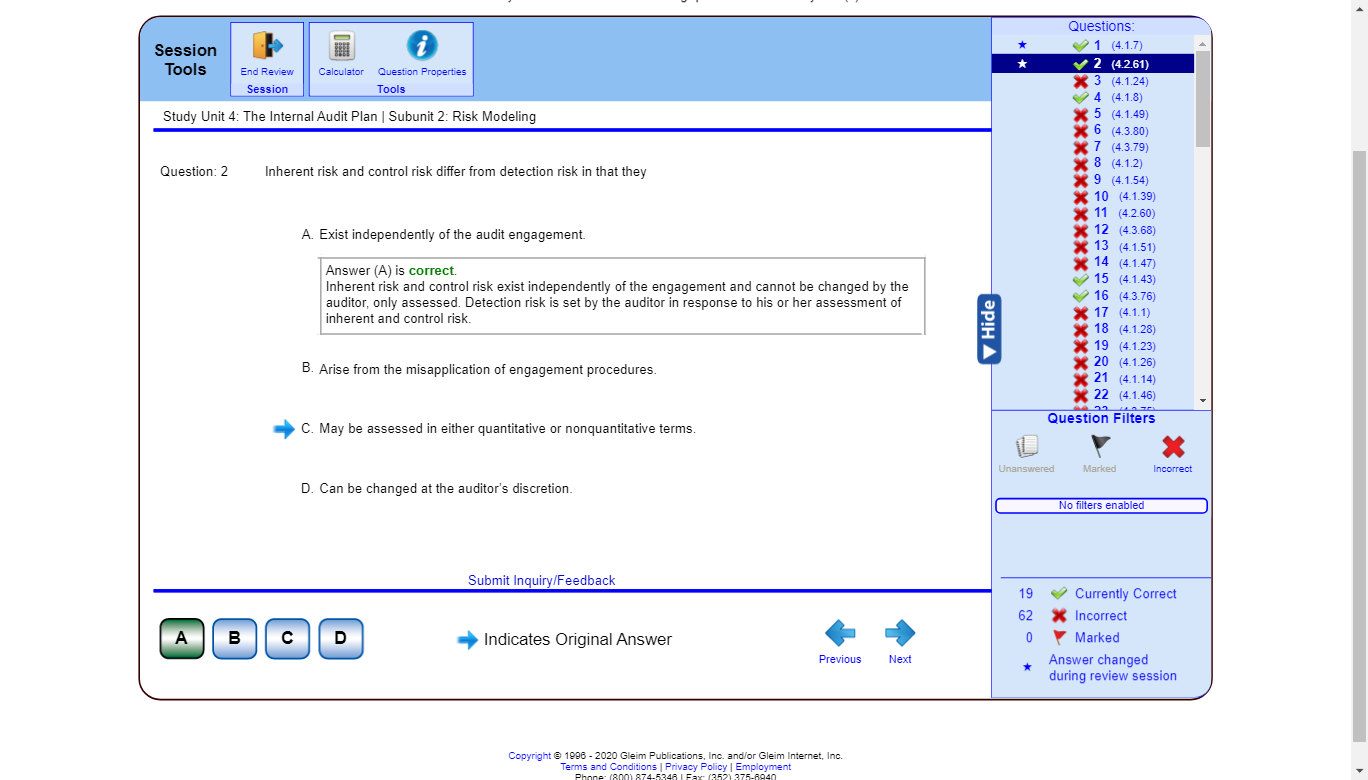 Session
Tools
End Review
Session
Calculator
Question Properties
Tools
Study Unit 4: The Internal Audit Plan | Subunit 2: Risk Modeling
Question: 2
Inherent risk and control risk differ from detection risk in that they
A. Exist independently of the audit engagement.
Answer (A) is correct.
Inherent risk and control risk exist independently of the engagement and cannot be changed by the
auditor, only assessed. Detection risk is set by the auditor in response to his or her assessment of
inherent and control risk.
B. Arise from the misapplication of engagement procedures.
C. May be assessed in either quantitative or nonquantitative terms.
D. Can be changed at the auditor's discretion.
Submit Inquiry/Feedback
A
B
C
D
Indicates Original Answer
Previous
Next
Hide
Questions:
1 (4.1.7)
2 (4.2.61)
3 (4.1.24)
4 (4.1.8)
5 (4.1.49)
6 (4.3.80)
7 (4.3.79)
8 (4.1.2)
9 (4.1.54)
10 (4.1.39)
11 (4.2.60)
12 (4.3.68)
13 (4.1.51)
14 (4.1.47)
15 (4.1.43)
16 (4.3.76)
17 (4.1.1)
18 (4.1.28)
19 (4.1.23)
20 (4.1.26)
21 (4.1.14)
22 (4.1.46)
Question Filters
Unanswered
Marked
Incorrect
No filters enabled
19 Currently Correct
62 Incorrect
0 Marked
Answer changed
during review session
Copyright © 1996 - 2020 Gleim Publications, Inc. and/or Gleim Internet, Inc.
Terms and Conditions | Privacy Policy | Employment
Phone: (800) 874-5346 | Fax: (352) 375-6940